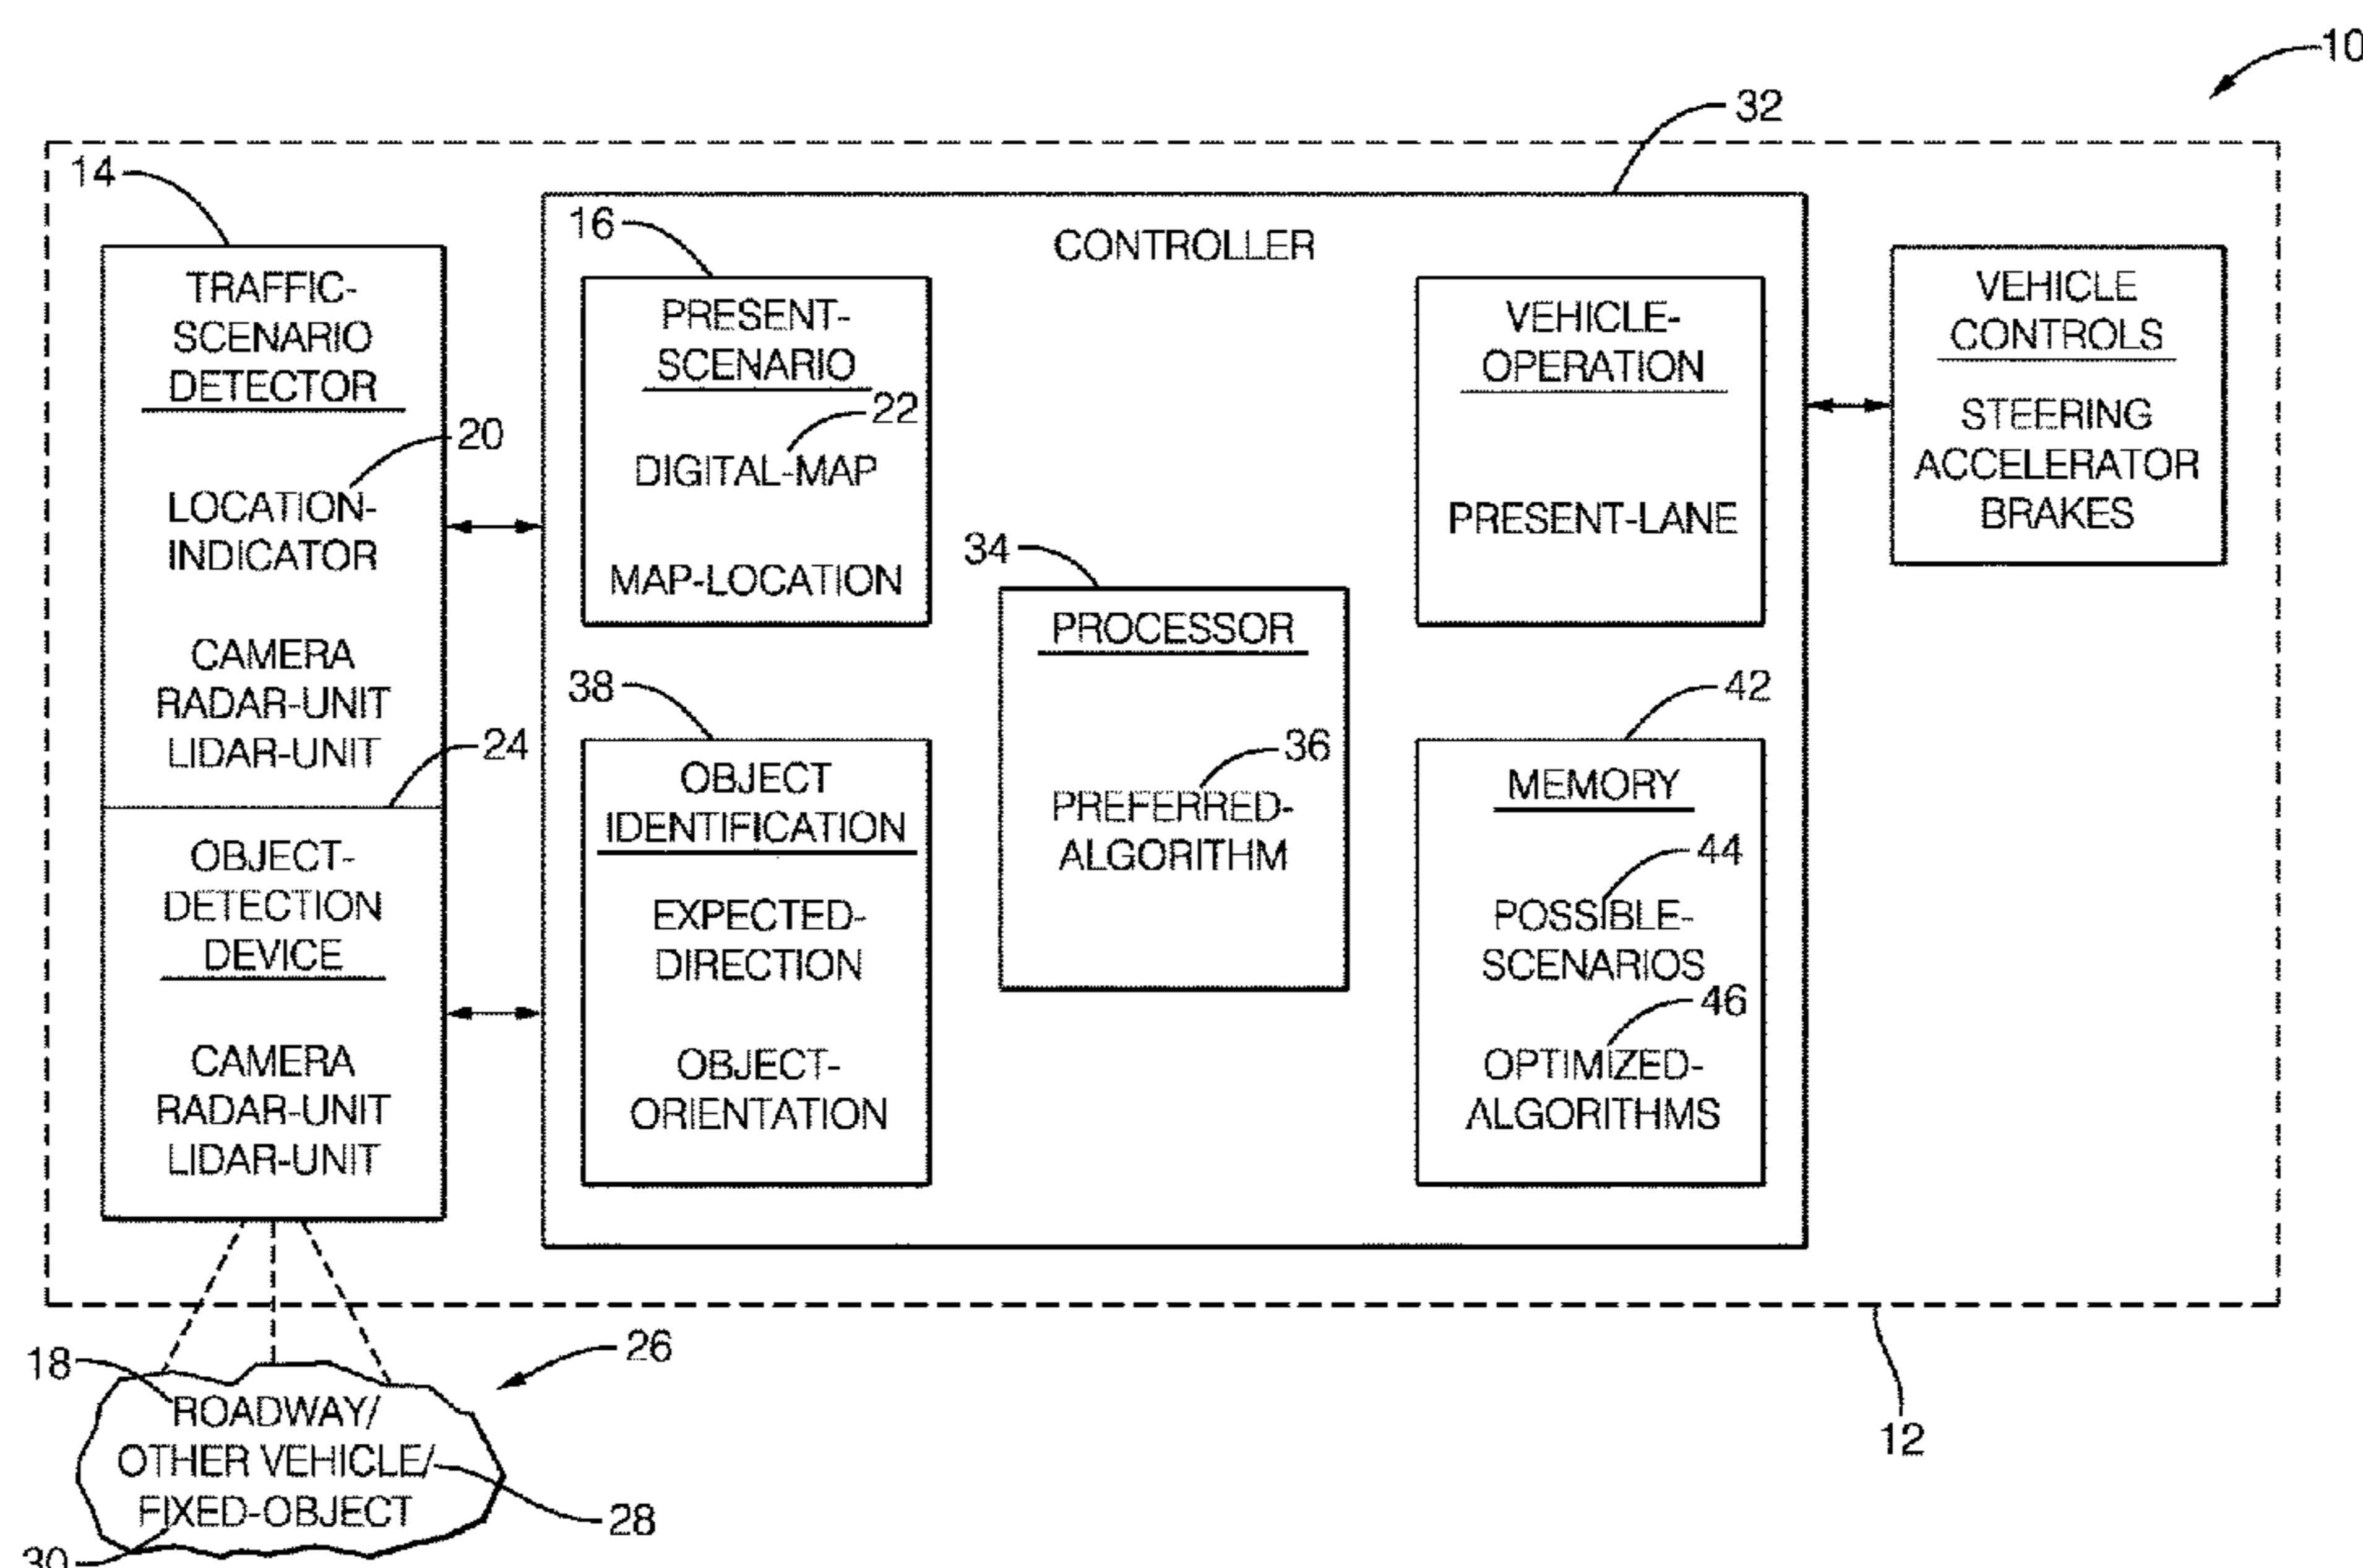 10
32
14
TRAFFIC-
SCENARIO
DETECTOR
20
LOCATION-
INDICATOR
CAMERA
RADAR-UNIT
LIDAR-UNIT
24
OBJECT-
DETECTION
DEVICE
CAMERA
RADAR-UNIT
LIDAR-UNIT
CONTROLLER
16
PRESENT-
SCENARIO
22
DIGITAL-MAP
MAP-LOCATION
38
OBJECT
IDENTIFICATION
EXPECTED-
DIRECTION
OBJECT-
ORIENTATION
34
PROCESSOR
36
PREFERRED-
ALGORITHM
VEHICLE-
OPERATION
PRESENT-LANE
42
MEMORY
44
POSSIBLE-
SCENARIOS
46
OPTIMIZED-
ALGORITHMS
VEHICLE
CONTROLS
STEERING
ACCELERATOR
BRAKES
12
26
18
ROADWAY/
OTHER VEHICLE/
FIXED-OBJECT
28